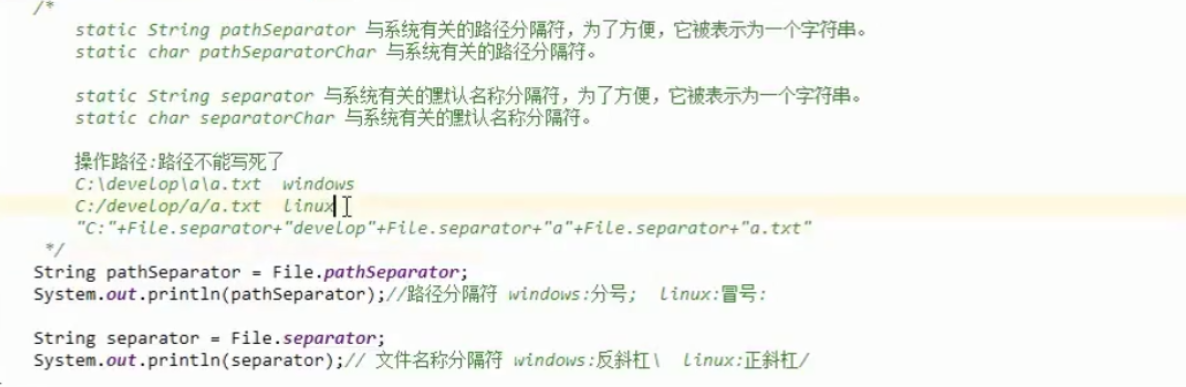 /*
static String pathSeparator 与系统有关的路径分隔符，为了方便，它被表示为一个字符串。
static char pathSeparatorChar 与系统有关的路径分隔符。
static String separator 与系统有关的默认名称分隔符，为了方便，它被表示为一个字符串。
static char separatorChar 与系统有关的默认名称分隔符。
操作路径:路径不能写死了
C:\develop\a\a.txt  windows
C:/develop/a/a.txt  linux
"C:"+File.separator+"develop"+File.separator+"a"+File.separator+"a.txt"
*/
String pathSeparator = File.pathSeparator;
System.out.println(pathSeparator);//路径分隔符 windows:分号;  linux:冒号:
String separator = File.separator;
System.out.println(separator);// 文件名称分隔符 windows:反斜杠\  linux:正斜杠/